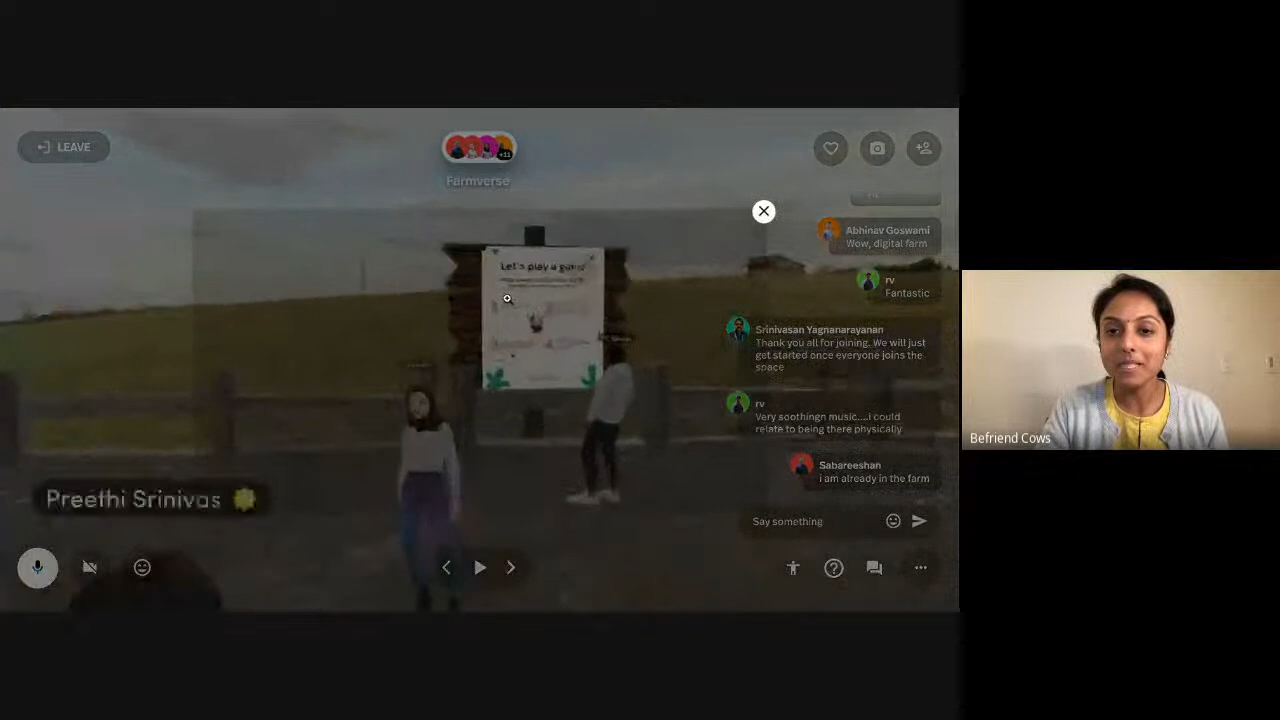 LEAVE
+11
Farmverse
Abhinav Goswami
Wow, digital farm
rv
Fantastic
Srinivasan Yagnanarayanan
Thank you all for joining. We will just
get started once everyone joins the
space
rv
Very soothingn music....i could
relate to being there physically
Sabareeshan
i am already in the farm
Say something
Let's play a game
Preethi Srinivas
Befriend Cows